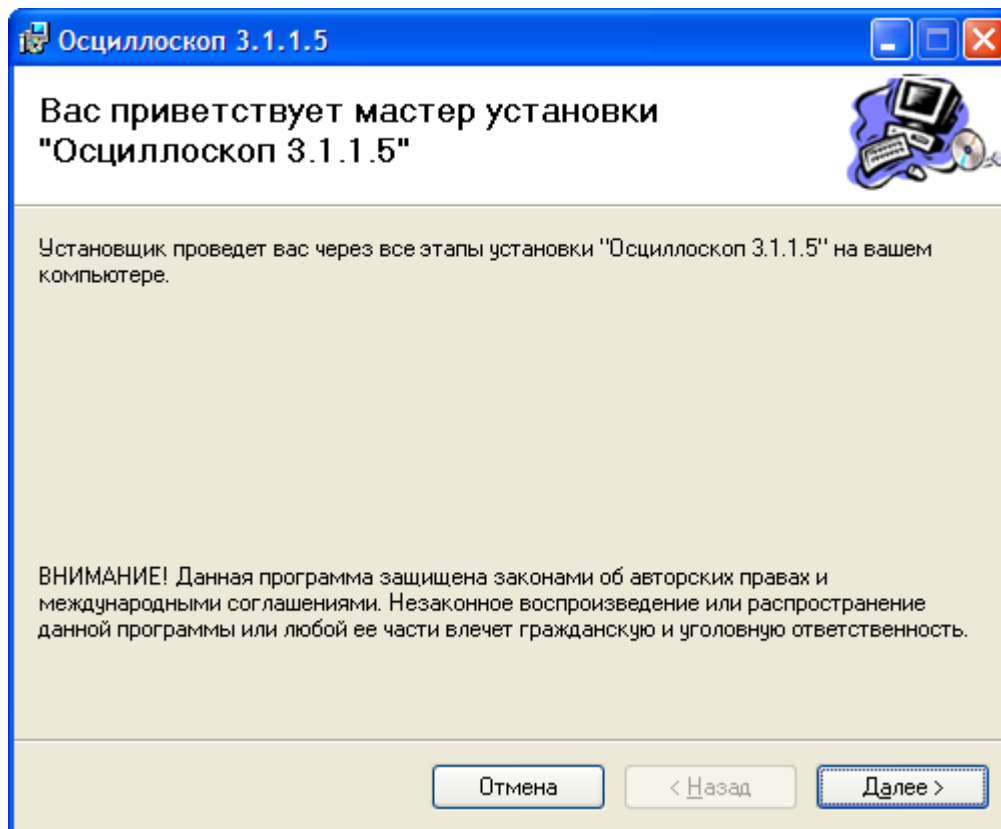 Осциллоскоп 3.1.1.5
Вас приветствует мастер установки
"Осциллоскоп 3.1.1.5"
Установщик проведет вас через все этапы установки "Осциллоскоп 3.1.1.5" на вашем
компьютере.
ВНИМАНИЕ! Данная программа защищена законами об авторских правах и
международными соглашениями. Незаконное воспроизведение или распространение
данной программы или любой ее части влечет гражданскую и уголовную ответственность.
Отмена < Назад Далее >